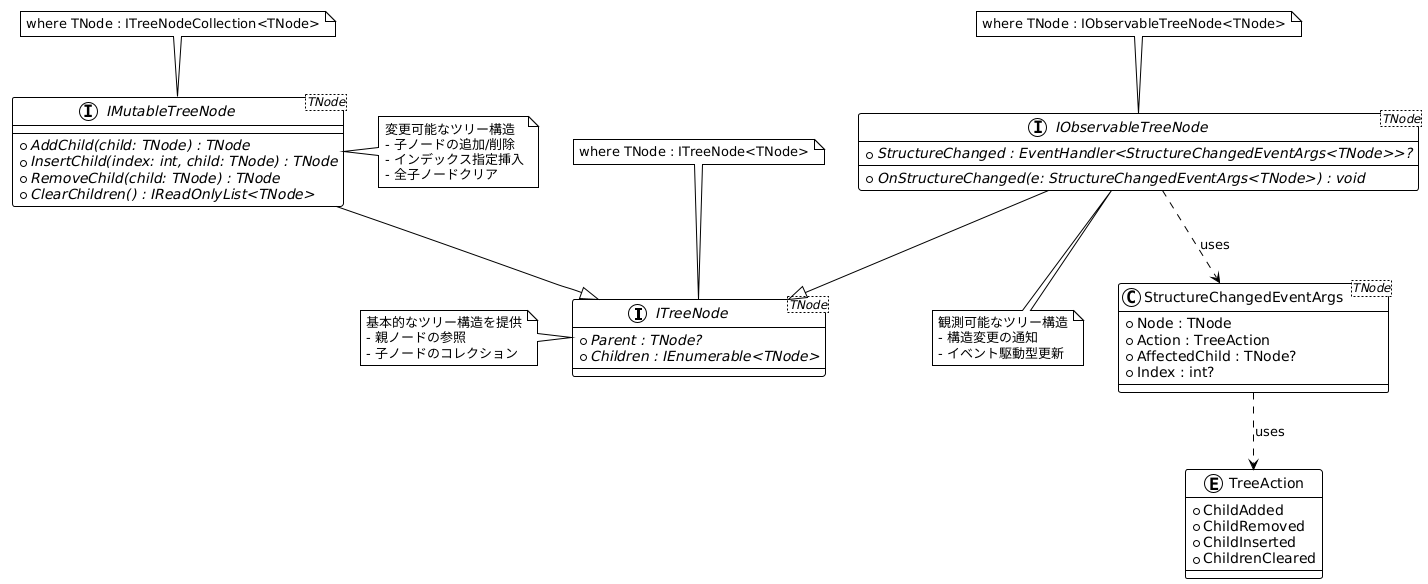 where TNode : ITreeNodeCollection<TNode>
where TNode : IObservableTreeNode<TNode>
I IMutableTreeNode
TNode
AddChild(child: TNode) : TNode
InsertChild(index: int, child: TNode) : TNode
RemoveChild(child: TNode) : TNode
ClearChildren() : IReadOnlyList<TNode>
変更可能なツリー構造
- 子ノードの追加/削除
- インデックス指定挿入
- 全子ノードクリア
where TNode : ITreeNode<TNode>
I IObservableTreeNode
TNode
StructureChanged : EventHandler<StructureChangedEventArgs<TNode>>?
OnStructureChanged(e: StructureChangedEventArgs<TNode>) : void
uses
基本的なツリー構造を提供
- 親ノードの参照
- 子ノードのコレクション
I ITreeNode
TNode
Parent : TNode?
Children : IEnumerable<TNode>
観測可能なツリー構造
- 構造変更の通知
- イベント駆動型更新
C StructureChangedEventArgs
TNode
Node : TNode
Action : TreeAction
AffectedChild : TNode?
Index : int?
uses
E TreeAction
ChildAdded
ChildRemoved
ChildInserted
ChildrenCleared